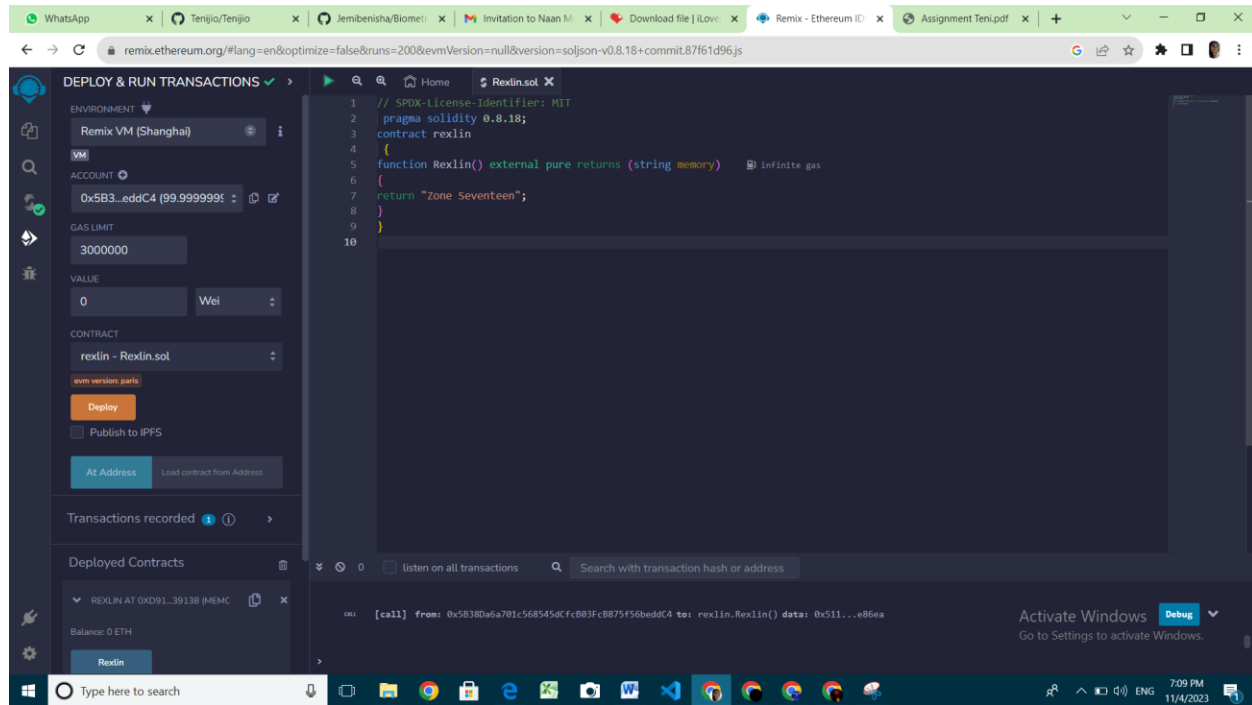 WhatsApp
Tenijio/Tenijio
Jemibenisha/Biometr
Invitation to Naan M
Download file | iLove
Remix - Ethereum ID
Assignment Teni.pdf
remix.ethereum.org/#lang=en&optimize=false&runs=200&evmVersion=null&version=soljson-v0.8.18+commit.87f61d96.js
DEPLOY & RUN TRANSACTIONS
ENVIRONMENT
Remix VM (Shanghai)
VM
ACCOUNT
0x5B3...eddC4 (99.9999999
GAS LIMIT
3000000
VALUE
0 Wei
CONTRACT
rexlin - Rexlin.sol
evm version: paris
Deploy
Publish to IPFS
At Address Load contract from Address
Transactions recorded 1
Deployed Contracts
REXLIN AT 0XD91...39138 (MEMO
Balance: 0 ETH
Rexlin
Home Rexlin.sol
1 // SPDX-License-Identifier: MIT
2 pragma solidity 0.8.18;
3 contract rexlin
4 {
5 function Rexlin() external pure returns (string memory) infinite gas
6 {
7 return "Zone Seventeen";
8 }
9 }
10
0 listen on all transactions Search with transaction hash or address
CALL [call] from: 0x5B38Da6a701c568545dCfcB03FcB875f56beddC4 to: rexlin.Rexlin() data: 0x511...e86ea
Debug
>
Activate Windows
Go to Settings to activate Windows.
Type here to search
ENG
7:09 PM
11/4/2023
1